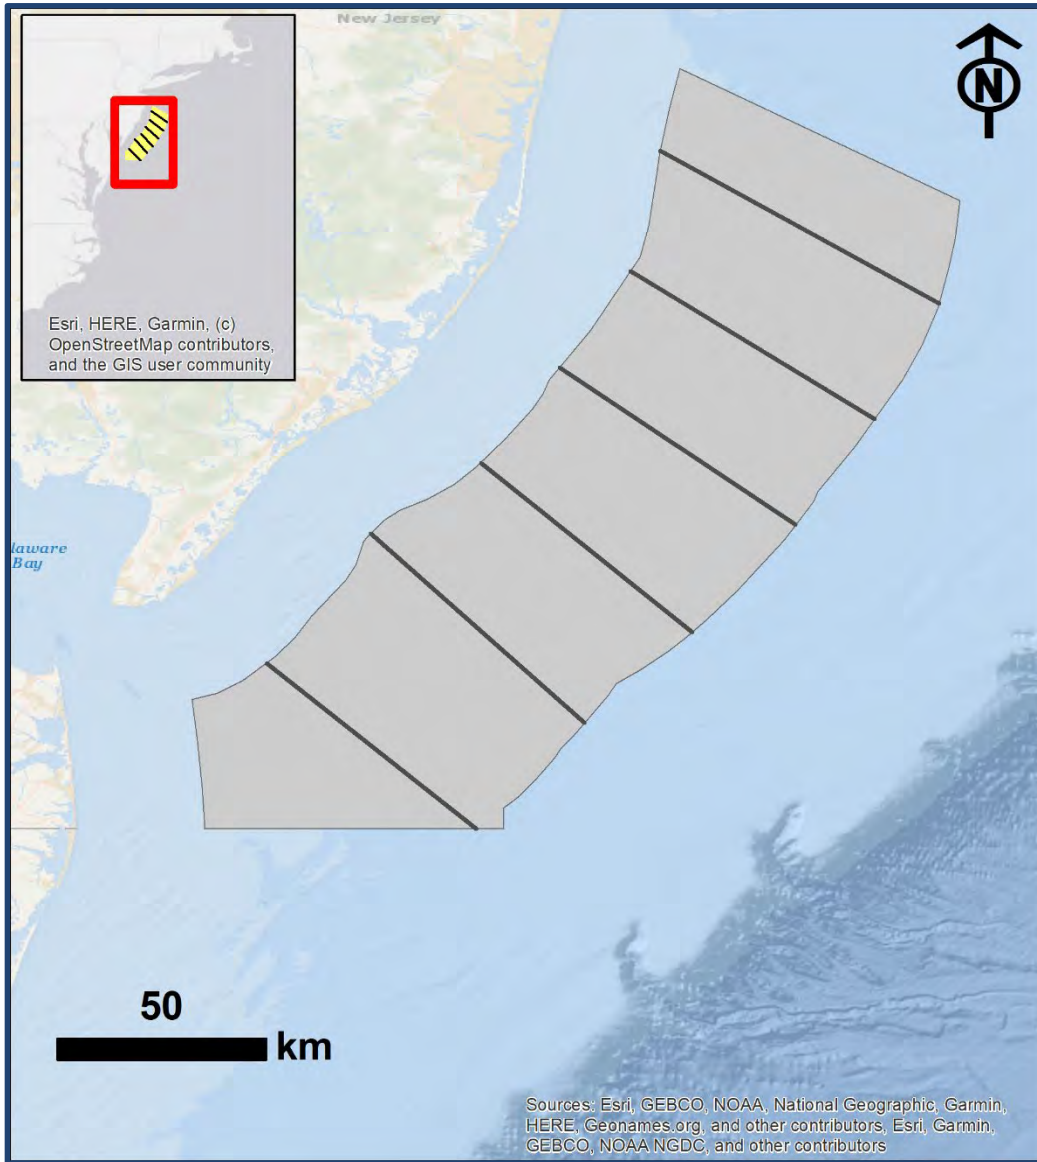 New Jersey
N
Esri, HERE, Garmin, (c)
OpenStreetMap contributors,
and the GIS user community
laware
Bay
50
km
Sources: Esri, GEBCO, NOAA, National Geographic, Garmin,
HERE, Geonames.org, and other contributors, Esri, Garmin,
GEBCO, NOAA NGDC, and other contributors